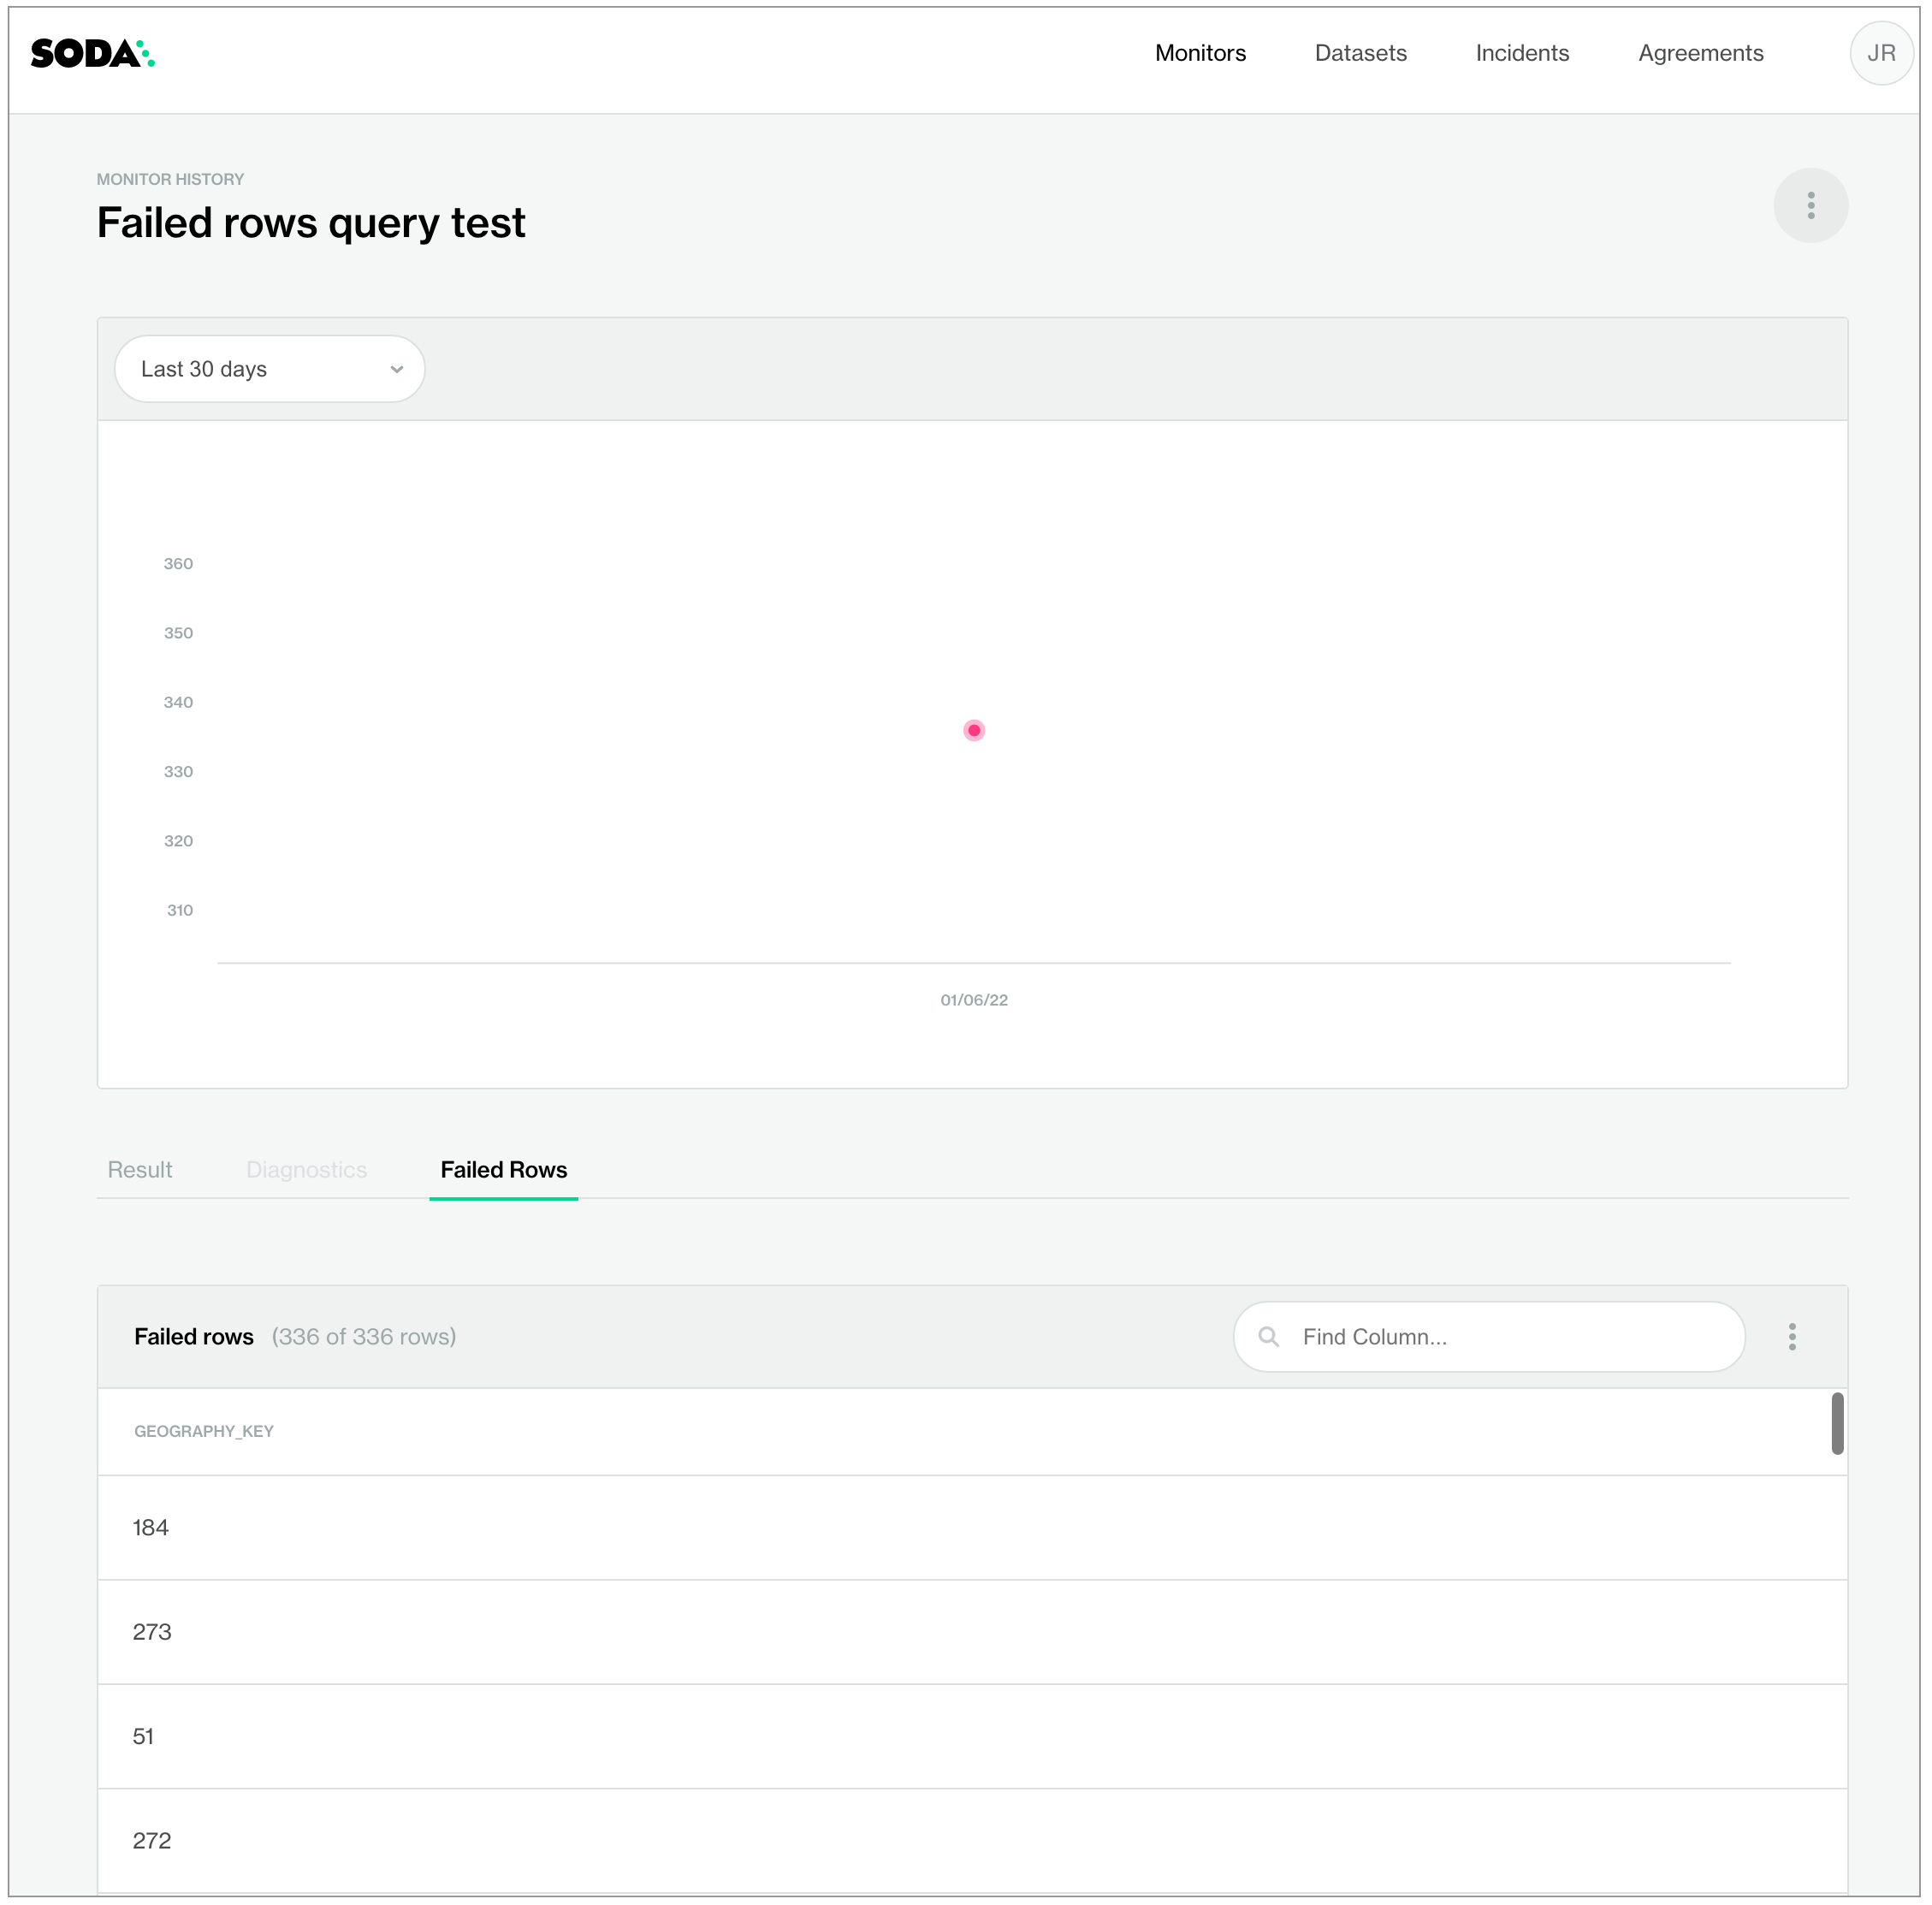 SODA
Monitors Datasets Incidents Agreements JR
MONITOR HISTORY
Failed rows query test
Last 30 days
360
350
340
330
320
310
01/06/22
Result Diagnostics Failed Rows
Failed rows (336 of 336 rows) Find Column...
GEOGRAPHY_KEY
184
273
51
272